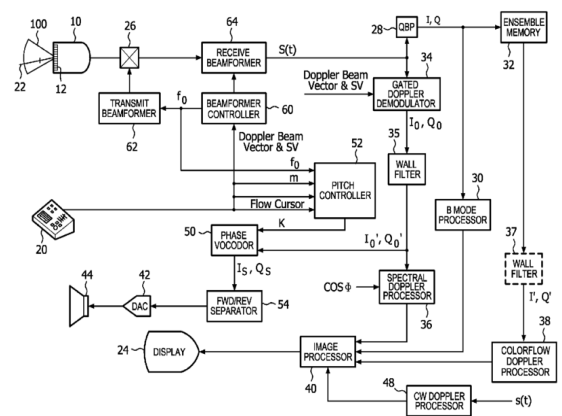 100
10
26
64
RECEIVE
BEAMFORMER
S(t)
28
QBP
I, Q
ENSEMBLE
MEMORY
32
22
12
34
GATED
DOPPLER
DEMODULATOR
Doppler Beam
Vector & SV
TRANSMIT
BEAMFORMER
62
f0
BEAMFORMER
CONTROLLER
60
I0, Q0
35
WALL
FILTER
Doppler Beam
Vector & SV
52
f0
m
Flow Cursor
PITCH
CONTROLLER
30
B MODE
PROCESSOR
20
K
50
PHASE
VOCODOR
I0', Q0'
37
WALL
FILTER
IS, QS
44
42
DAC
FWD/REV
SEPARATOR
54
COS Φ
SPECTRAL
DOPPLER
PROCESSOR
36
I', Q'
38
COLORFLOW
DOPPLER
PROCESSOR
24
DISPLAY
IMAGE
PROCESSOR
40
48
CW DOPPLER
PROCESSOR
s(t)